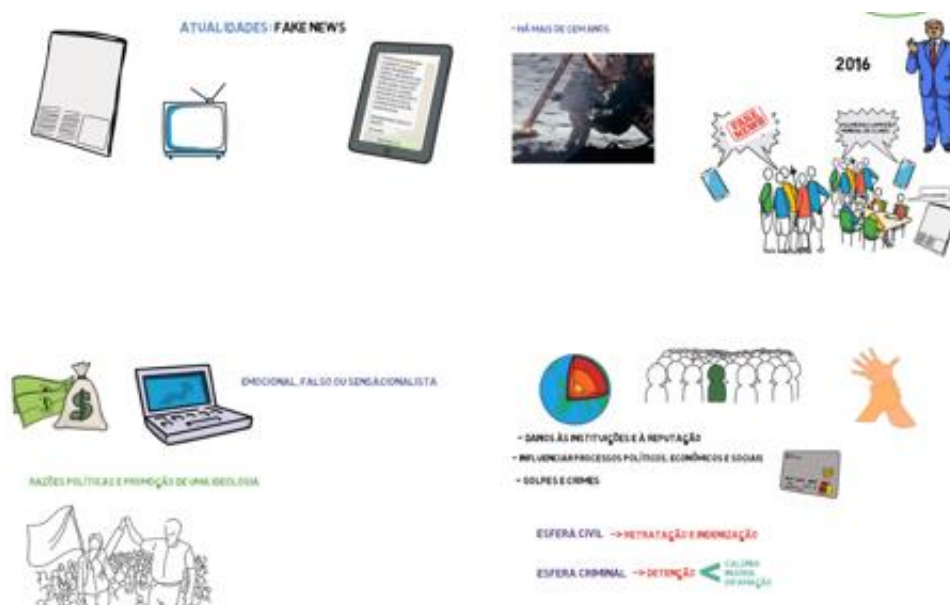 ATUALIDADES: FAKE NEWS
- HÁ MAIS DE CEM ANOS
2016
FAKE NEWS
EMOCIONAL, FALSO OU SENSACIONALISTA
RAZÕES POLÍTICAS E PROMOÇÃO DE UMA IDEOLOGIA
- DANOS ÀS INSTITUIÇÕES E À REPUTAÇÃO
- INFLUENCIAR PROCESSOS POLÍTICOS, ECONÔMICOS E SOCIAIS
- GOLPES E CRIMES
ESFERA CIVIL -> RETRATAÇÃO E INDENIZAÇÃO
ESFERA CRIMINAL -> DETENÇÃO < CALÚNIA
INJÚRIA
DIFAMAÇÃO